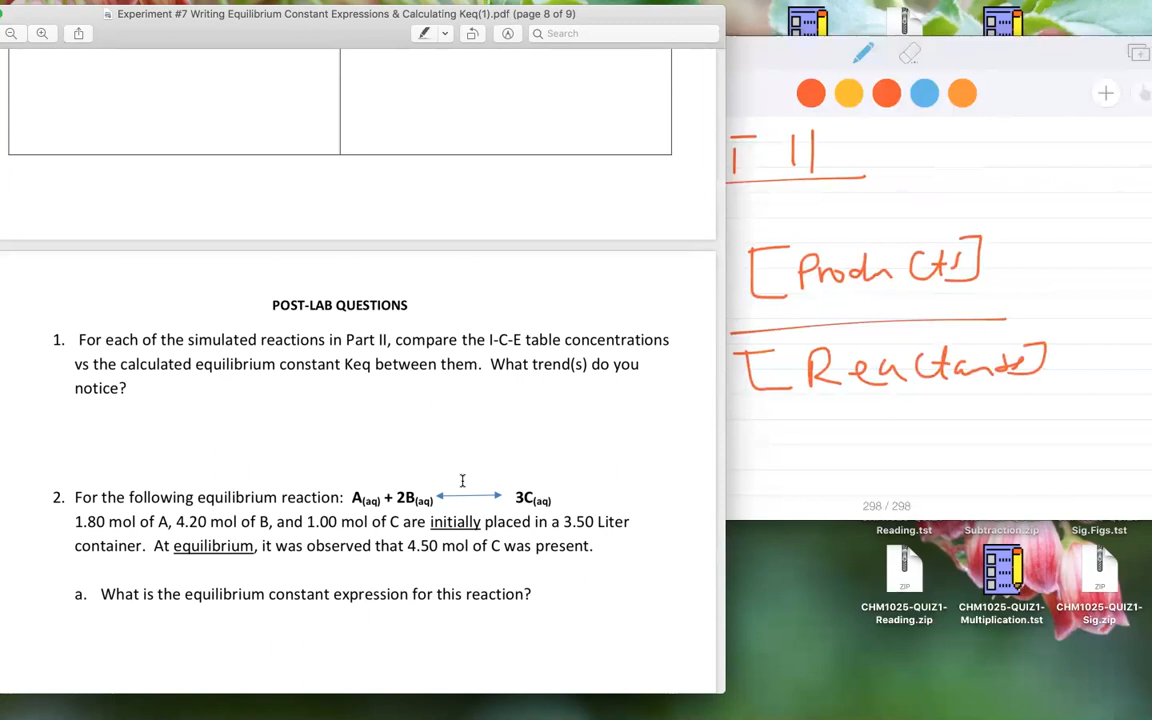 Experiment #7 Writing Equilibrium Constant Expressions & Calculating Keq(1).pdf (page 8 of 9)
Search
II
[Products]
[Reactants]
POST-LAB QUESTIONS
1. For each of the simulated reactions in Part II, compare the I-C-E table concentrations
vs the calculated equilibrium constant Keq between them. What trend(s) do you
notice?
2. For the following equilibrium reaction: A(aq) + 2B(aq) ⟷ 3C(aq)
1.80 mol of A, 4.20 mol of B, and 1.00 mol of C are initially placed in a 3.50 Liter
container. At equilibrium, it was observed that 4.50 mol of C was present.
a. What is the equilibrium constant expression for this reaction?
298 / 298
Reading.tst
Subtraction.zip
Sig.Figs.tst
ZIP
ZIP
CHM1025-QUIZ1-
Reading.zip
CHM1025-QUIZ1-
Multiplication.tst
CHM1025-QUIZ1-
Sig.zip